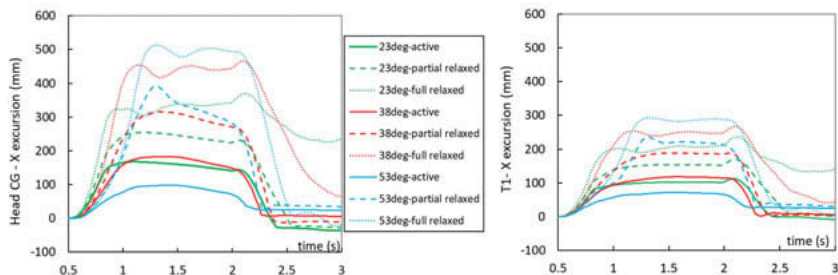 600
500
400
300
200
100
0
-100
0.5
1
1.5
2
2.5
3
Head CG - X excursion (mm)
time (s)
23deg-active
23deg-partial relaxed
23deg-full relaxed
38deg-active
38deg-partial relaxed
38deg-full relaxed
53deg-active
53deg-partial relaxed
53deg-full relaxed
600
500
400
300
200
100
0
-100
0.5
1
1.5
2
2.5
3
T1- X excursion (mm)
time (s)